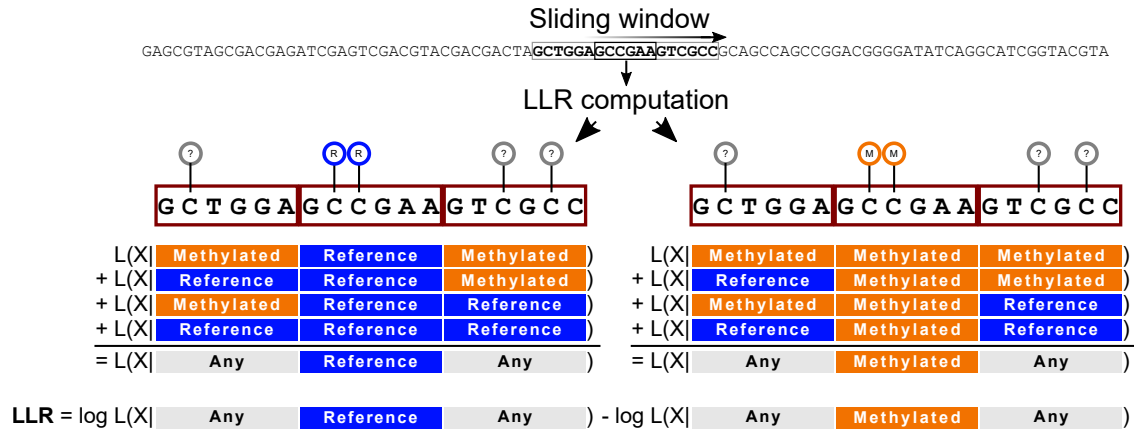 Sliding window
GAGCGTAGCGACGAGATCGAGTCGACGTACGACGACTAGCTGGAGCCGAAGTCGCCGCAGCCAGCCGGACGGGGATATCAGGCATCGGTACGTA
LLR computation
? R R ? ? ? M M ? ?
G C T G G A G C C G A A G T C G C C G C T G G A G C C G A A G T C G C C
L(X| Methylated Reference Methylated ) L(X| Methylated Methylated Methylated )
+ L(X| Reference Reference Methylated ) + L(X| Reference Methylated Methylated )
+ L(X| Methylated Reference Reference ) + L(X| Methylated Methylated Reference )
+ L(X| Reference Reference Reference ) + L(X| Reference Methylated Reference )
= L(X| Any Reference Any ) = L(X| Any Methylated Any )
LLR = log L(X| Any Reference Any ) - log L(X| Any Methylated Any )